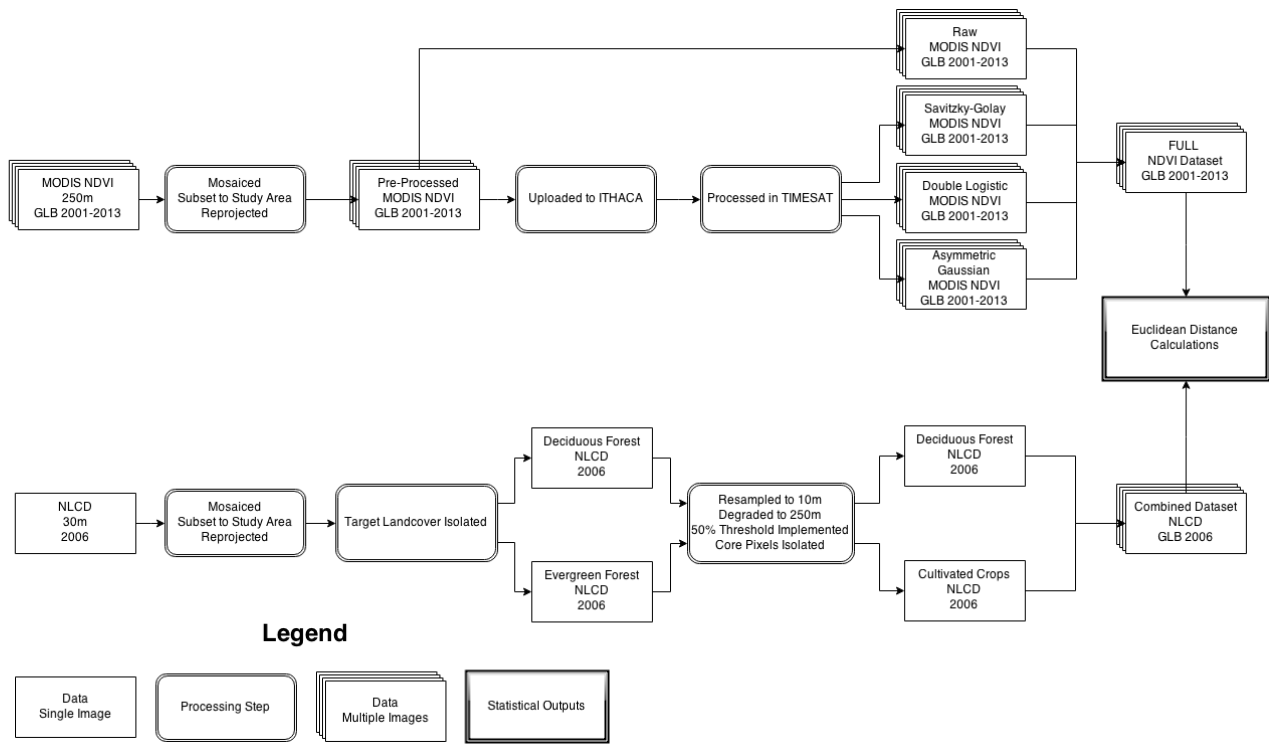 Raw
MODIS NDVI
GLB 2001-2013
Savitzky-Golay
MODIS NDVI
GLB 2001-2013
MODIS NDVI
250m
GLB 2001-2013
Mosaiced
Subset to Study Area
Reprojected
Pre-Processed
MODIS NDVI
GLB 2001-2013
Uploaded to ITHACA
Processed in TIMESAT
Double Logistic
MODIS NDVI
GLB 2001-2013
Asymmetric
Gaussian
MODIS NDVI
GLB 2001-2013
FULL
NDVI Dataset
GLB 2001-2013
Euclidean Distance
Calculations
NLCD
30m
2006
Mosaiced
Subset to Study Area
Reprojected
Target Landcover Isolated
Deciduous Forest
NLCD
2006
Evergreen Forest
NLCD
2006
Resampled to 10m
Degraded to 250m
50% Threshold Implemented
Core Pixels Isolated
Deciduous Forest
NLCD
2006
Cultivated Crops
NLCD
2006
Combined Dataset
NLCD
GLB 2006
Legend
Data
Single Image
Processing Step
Data
Multiple Images
Statistical Outputs